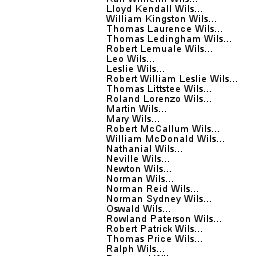 Lloyd Kendall Wils...
William Kingston Wils...
Thomas Laurence Wils...
Thomas Ledingham Wils...
Robert Lemuale Wils...
Leo Wils...
Leslie Wils...
Robert William Leslie Wils...
Thomas Littstee Wils...
Roland Lorenzo Wils...
Martin Wils...
Mary Wils...
Robert McCallum Wils...
William McDonald Wils...
Nathanial Wils...
Neville Wils...
Newton Wils...
Norman Wils...
Norman Reid Wils...
Norman Sydney Wils...
Oswald Wils...
Rowland Paterson Wils...
Robert Patrick Wils...
Thomas Price Wils...
Ralph Wils...